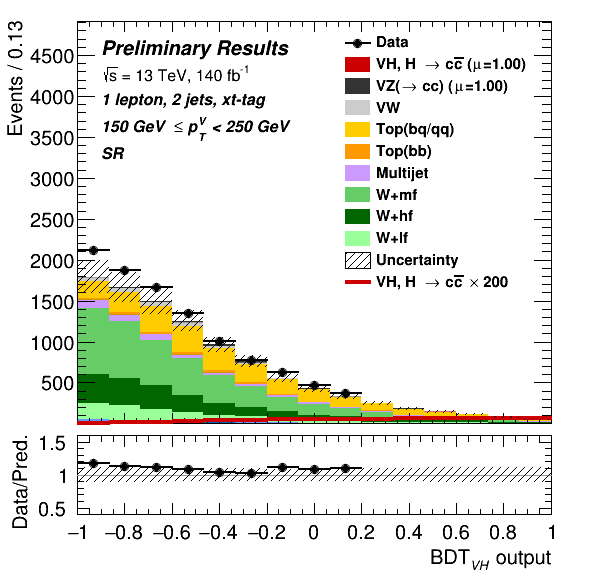 Events / 0.13
4500
4000
3500
3000
2500
2000
1500
1000
500
Preliminary Results
√s = 13 TeV, 140 fb⁻¹
1 lepton, 2 jets, xt-tag
150 GeV ≤ p_T^V < 250 GeV
SR
Data
VH, H → cc̅ (μ=1.00)
VZ(→ cc) (μ=1.00)
VW
Top(bq/qq)
Top(bb)
Multijet
W+mf
W+hf
W+lf
Uncertainty
VH, H → cc̅ × 200
Data/Pred.
1.5
1
0.5
−1 −0.8 −0.6 −0.4 −0.2 0 0.2 0.4 0.6 0.8 1
BDT_VH output